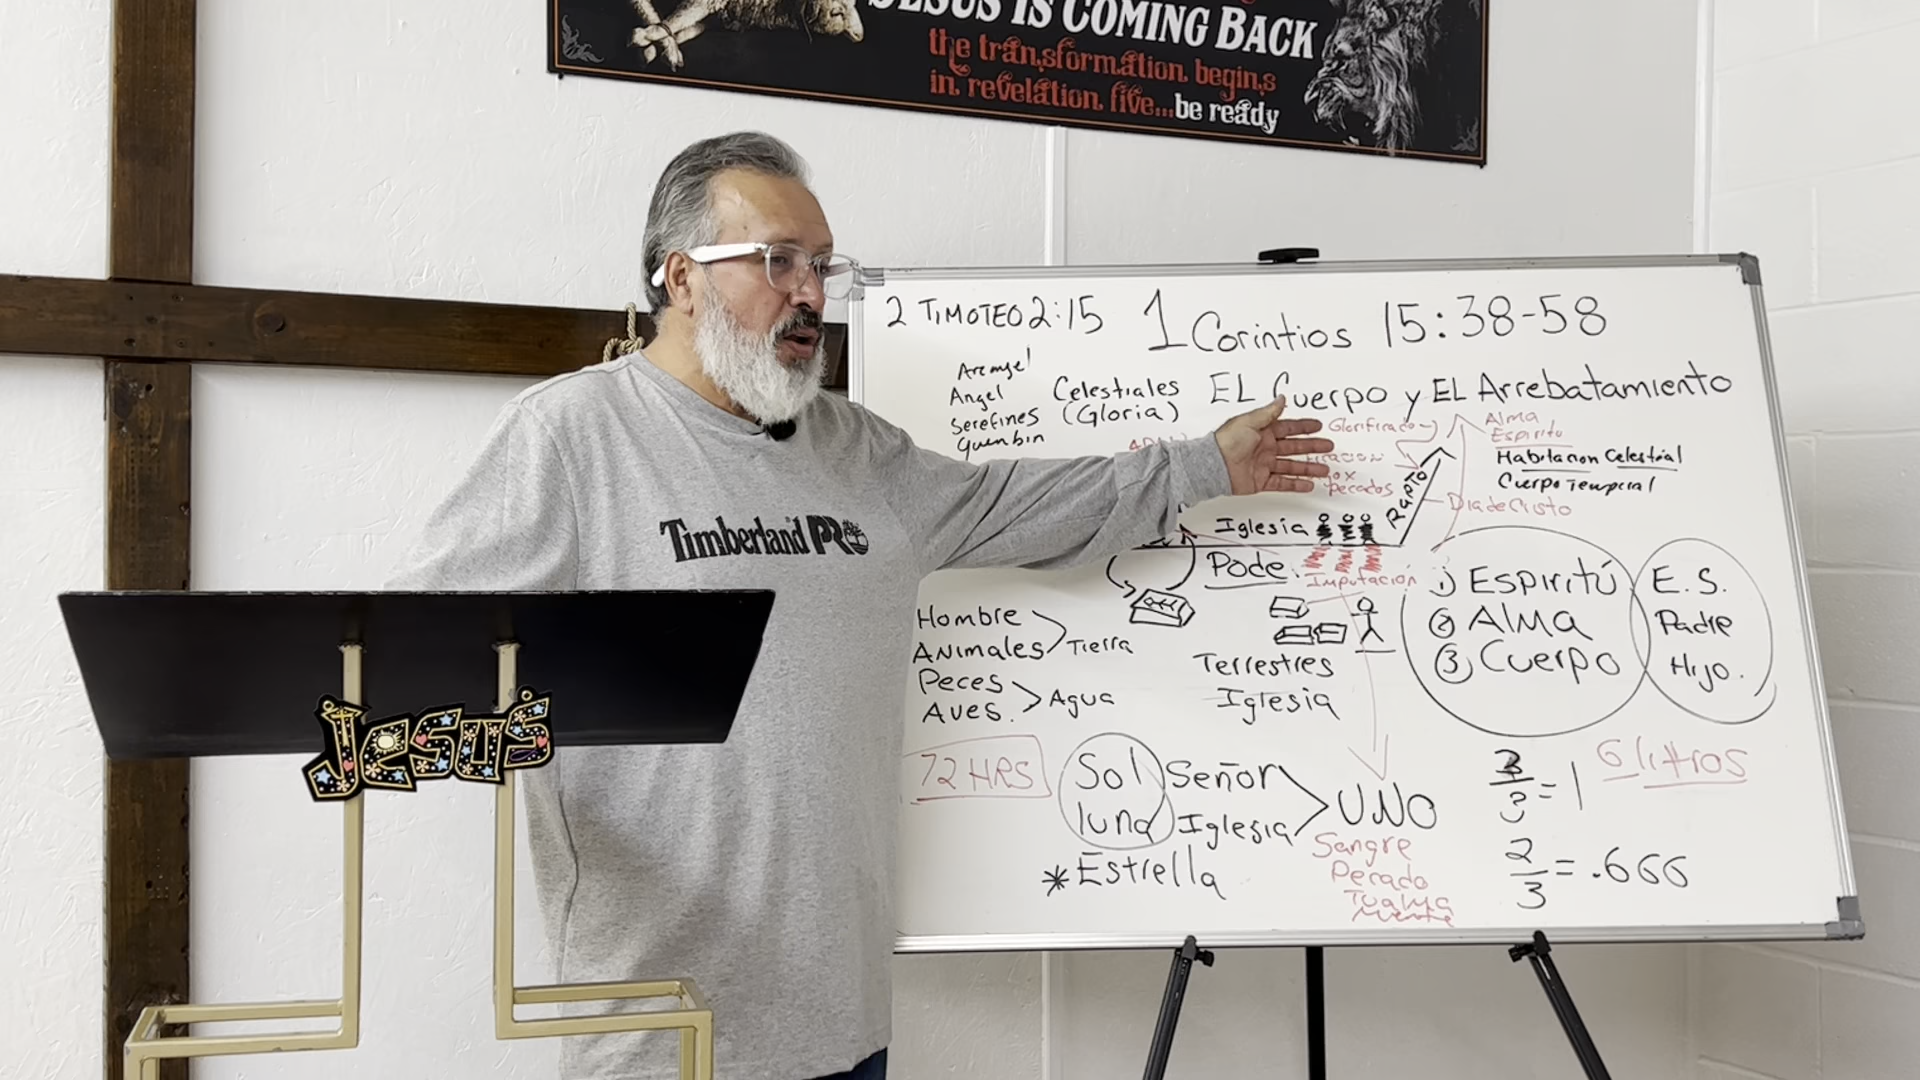 JESUS IS COMING BACK
the transformation begins
in revelation five...be ready
Timberland PRO
Jesus
2 TIMOTEO 2:15
1 Corintios 15:38-58
EL Cuerpo y EL Arrebatamiento
Arcangel
Angel
Serefines
Querubin
Celestiales
(Gloria)
Glorificado
Alma
Espiritu
Habitacion Celestial
Cuerpo Temporal
pecados
Rapto
Dia de Cristo
Iglesia
Pode
Imputacion
Hombre
Animales
Tierra
Peces
Aves.
Agua
Terrestres
Iglesia
1) Espiritú
2) Alma
3) Cuerpo
E.S.
Padre
Hijo.
72 HRS
Sol
luna
Señor
Iglesia
UNO
* Estrella
Sangre
Pecado
3/3 = 1
6 litros
2/3 = .666